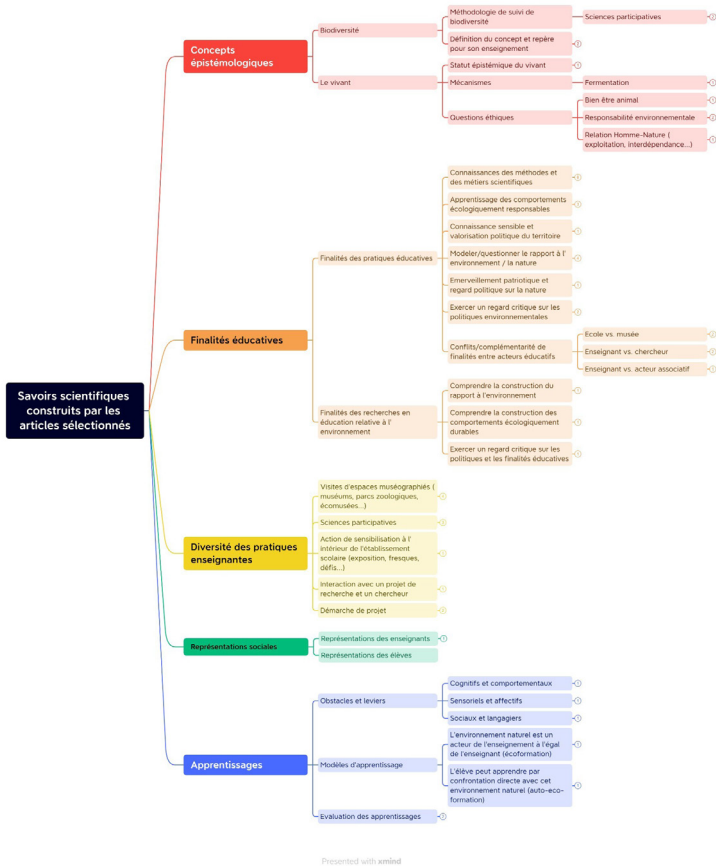 Savoirs scientifiques
construits par les
articles sélectionnés
Concepts
épistémologiques
Biodiversité
Méthodologie de suivi de
biodiversité
Sciences participatives
Définition du concept et repère
pour son enseignement
Le vivant
Statut épistémique du vivant
Mécanismes
Fermentation
Questions éthiques
Bien être animal
Responsabilité environnementale
Relation Homme-Nature (
exploitation, interdépendance...)
Finalités éducatives
Finalités des pratiques éducatives
Connaissances des méthodes et
des métiers scientifiques
Apprentissage des comportements
écologiquement responsables
Connaissance sensible et
valorisation politique du territoire
Modeler/questionner le rapport à l'
environnement / la nature
Emerveillement patriotique et
regard politique sur la nature
Exercer un regard critique sur les
politiques environnementales
Conflits/complémentarité de
finalités entre acteurs éducatifs
Ecole vs. musée
Enseignant vs. chercheur
Enseignant vs. acteur associatif
Finalités des recherches en
éducation relative à l'
environnement
Comprendre la construction du
rapport à l'environnement
Comprendre la construction des
comportements écologiquement
durables
Exercer un regard critique sur les
politiques et les finalités éducatives
Diversité des pratiques
enseignantes
Visites d'espaces muséographiés (
muséums, parcs zoologiques,
écomusées...)
Sciences participatives
Action de sensibilisation à l'
intérieur de l'établissement
scolaire (exposition, fresques,
défis...)
Interaction avec un projet de
recherche et un chercheur
Démarche de projet
Représentations sociales
Représentations des enseignants
Représentations des élèves
Apprentissages
Obstacles et leviers
Cognitifs et comportementaux
Sensoriels et affectifs
Sociaux et langagiers
Modèles d'apprentissage
L'environnement naturel est un
acteur de l'enseignement à l'égal
de l'enseignant (écoformation)
L'élève peut apprendre par
confrontation directe avec cet
environnement naturel (auto-eco-
formation)
Evaluation des apprentissages
Presented with xmind